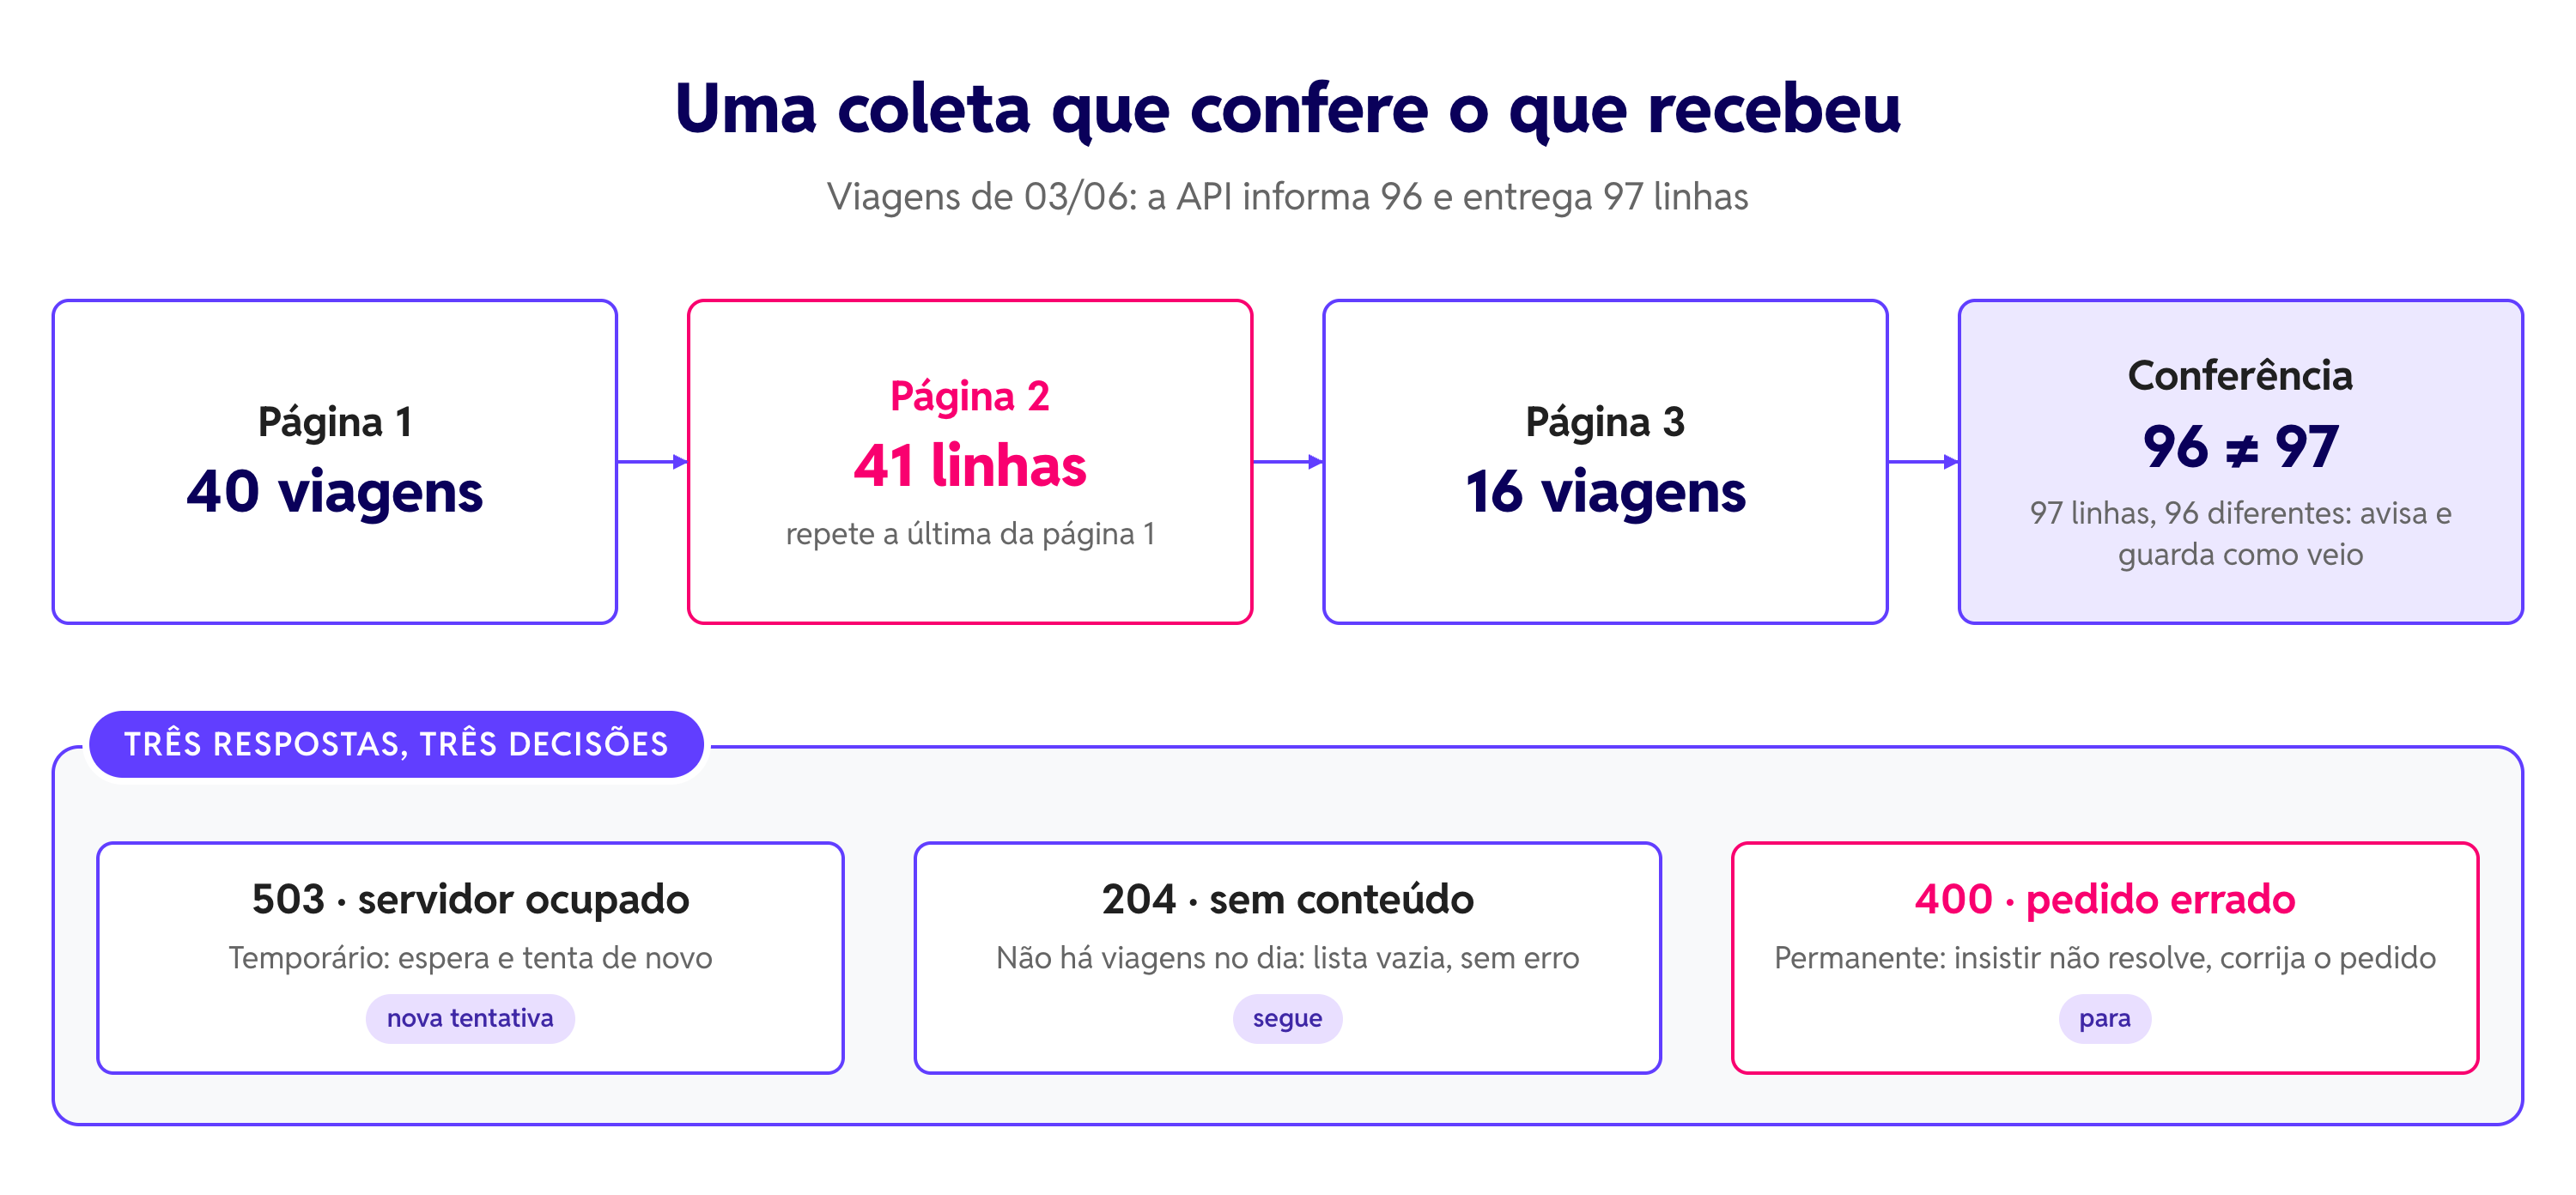 Uma coleta que confere o que recebeu
Viagens de 03/06: a API informa 96 e entrega 97 linhas
Página 1
40 viagens
Página 2
41 linhas
repete a última da página 1
Página 3
16 viagens
Conferência
96 ≠ 97
97 linhas, 96 diferentes: avisa e
guarda como veio
TRÊS RESPOSTAS, TRÊS DECISÕES
503 · servidor ocupado
Temporário: espera e tenta de novo
nova tentativa
204 · sem conteúdo
Não há viagens no dia: lista vazia, sem erro
segue
400 · pedido errado
Permanente: insistir não resolve, corrija o pedido
para